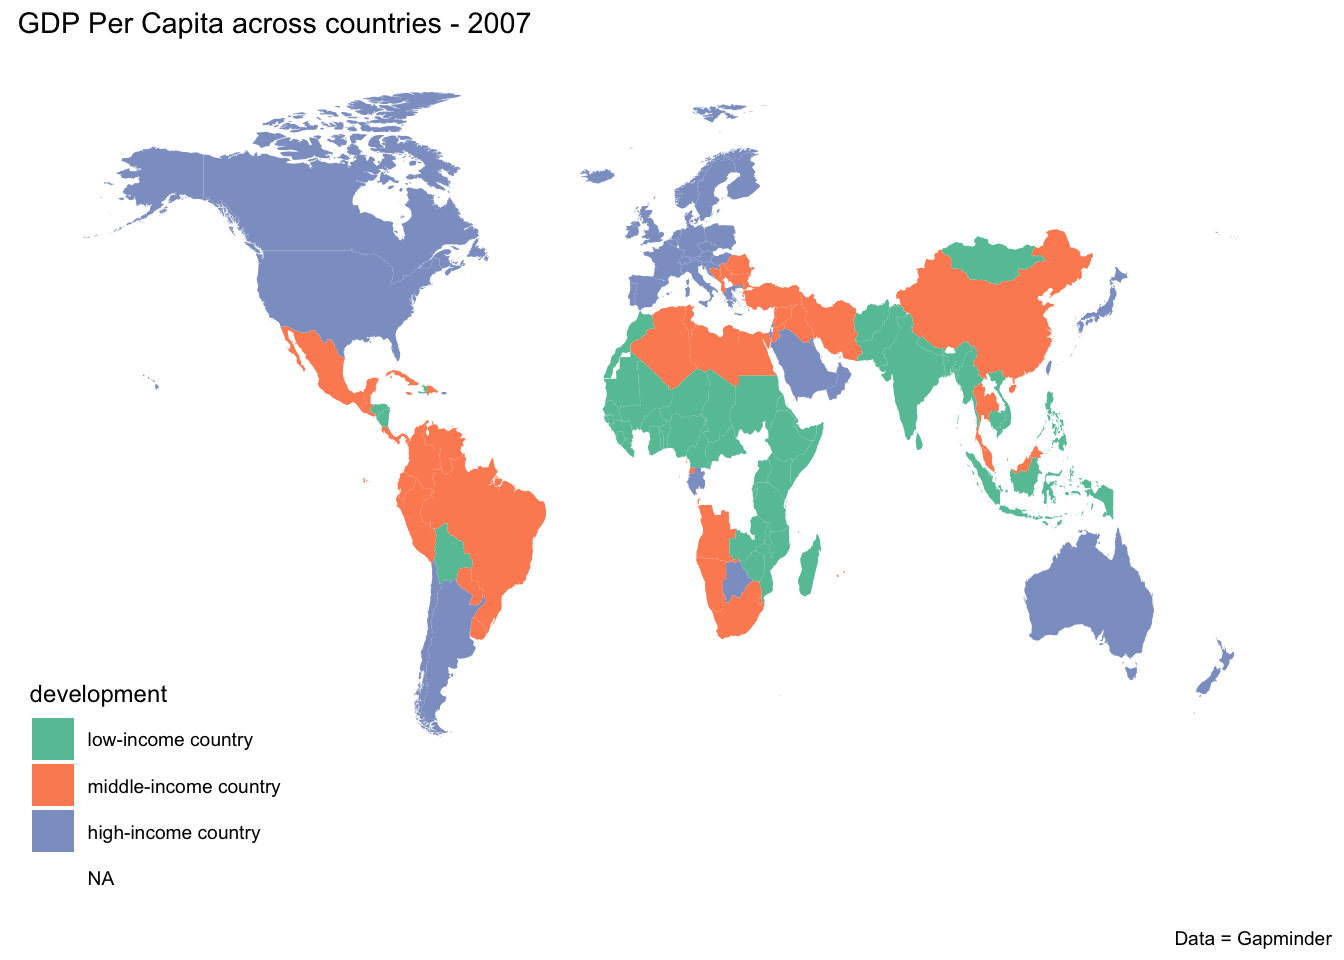 GDP Per Capita across countries - 2007
development
low-income country
middle-income country
high-income country
NA
Data = Gapminder